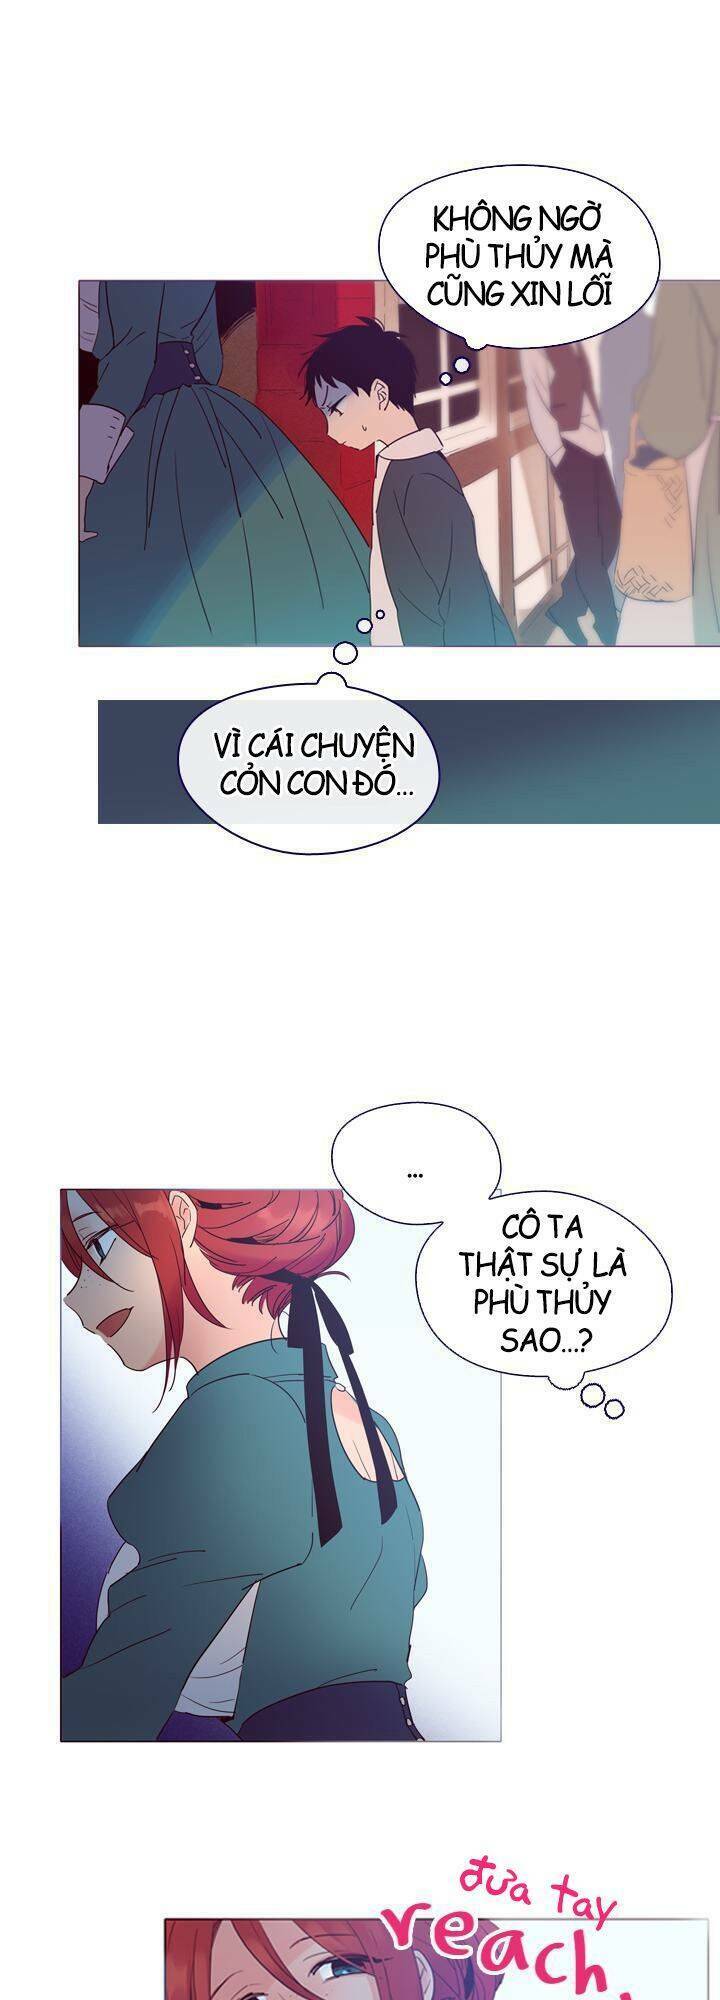 KHÔNG NGỜ
PHÙ THỦY MÀ
CŨNG XIN LỖI
VÌ CÁI CHUYỆN
CỎN CON ĐÓ...
...
CÔ TA
THẬT SỰ LÀ
PHÙ THỦY
SAO...?
đưa tay
reach,